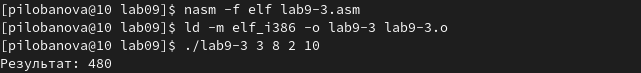 [pilobanova@10 lab09]$ nasm -f elf lab9-3.asm
[pilobanova@10 lab09]$ ld -m elf_i386 -o lab9-3 lab9-3.o
[pilobanova@10 lab09]$ ./lab9-3 3 8 2 10
Результат: 480